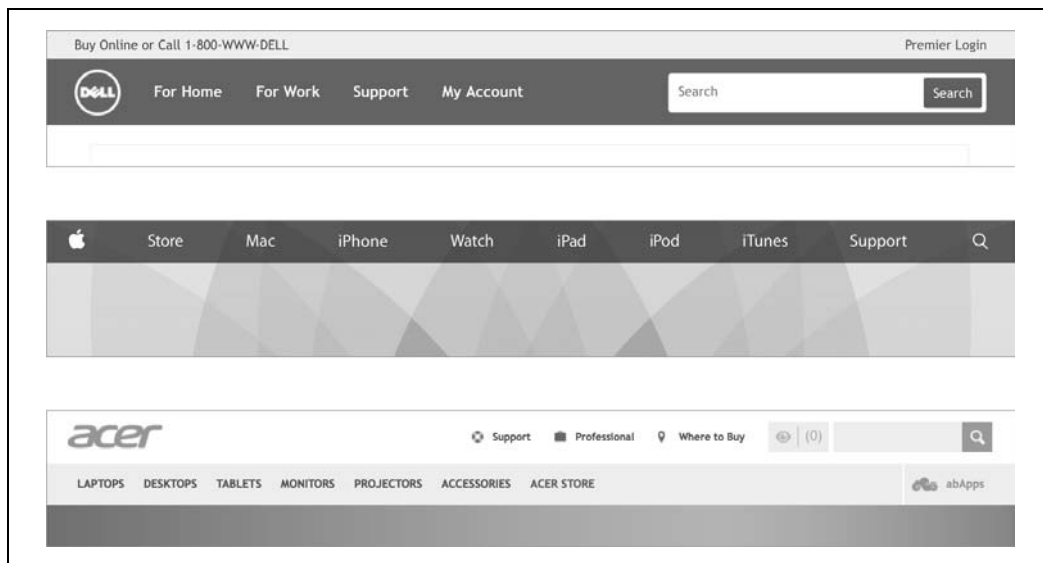 Buy Online or Call 1-800-WWW-DELL Premier Login
DELL For Home For Work Support My Account Search Search
Store Mac iPhone Watch iPad iPod iTunes Support
acer Support Professional Where to Buy (0)
LAPTOPS DESKTOPS TABLETS MONITORS PROJECTORS ACCESSORIES ACER STORE abApps